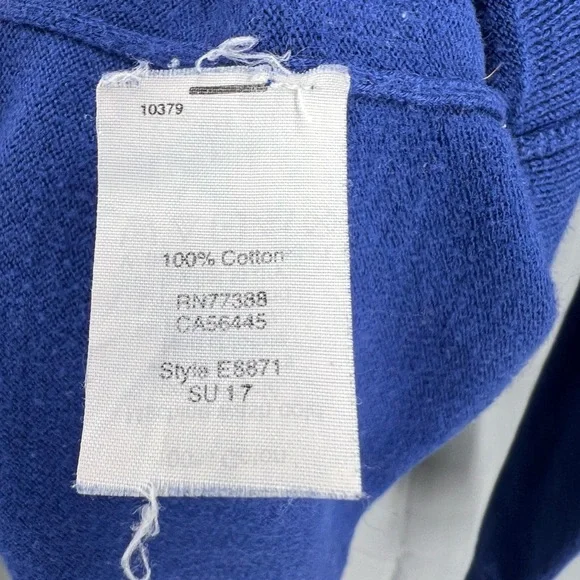 10379
100% Cotton
RN77388
CA56445
Style E8871
SU 17